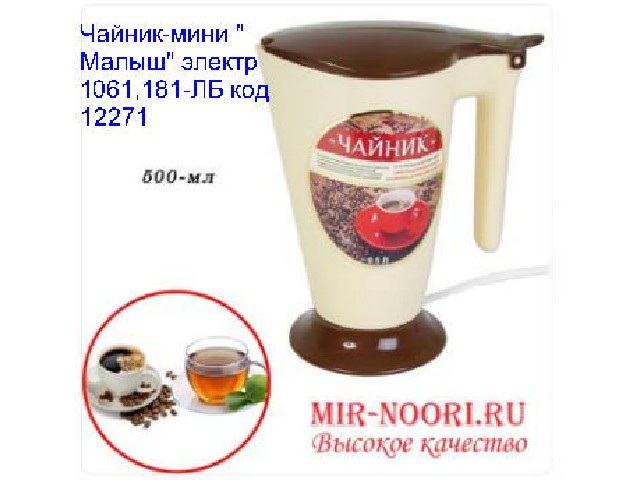 Чайник-мини "
Малыш" электр
1061,181-ЛБ код
12271
500-мл
ЧАЙНИК
MIR-NOORI.RU
Высокое качество